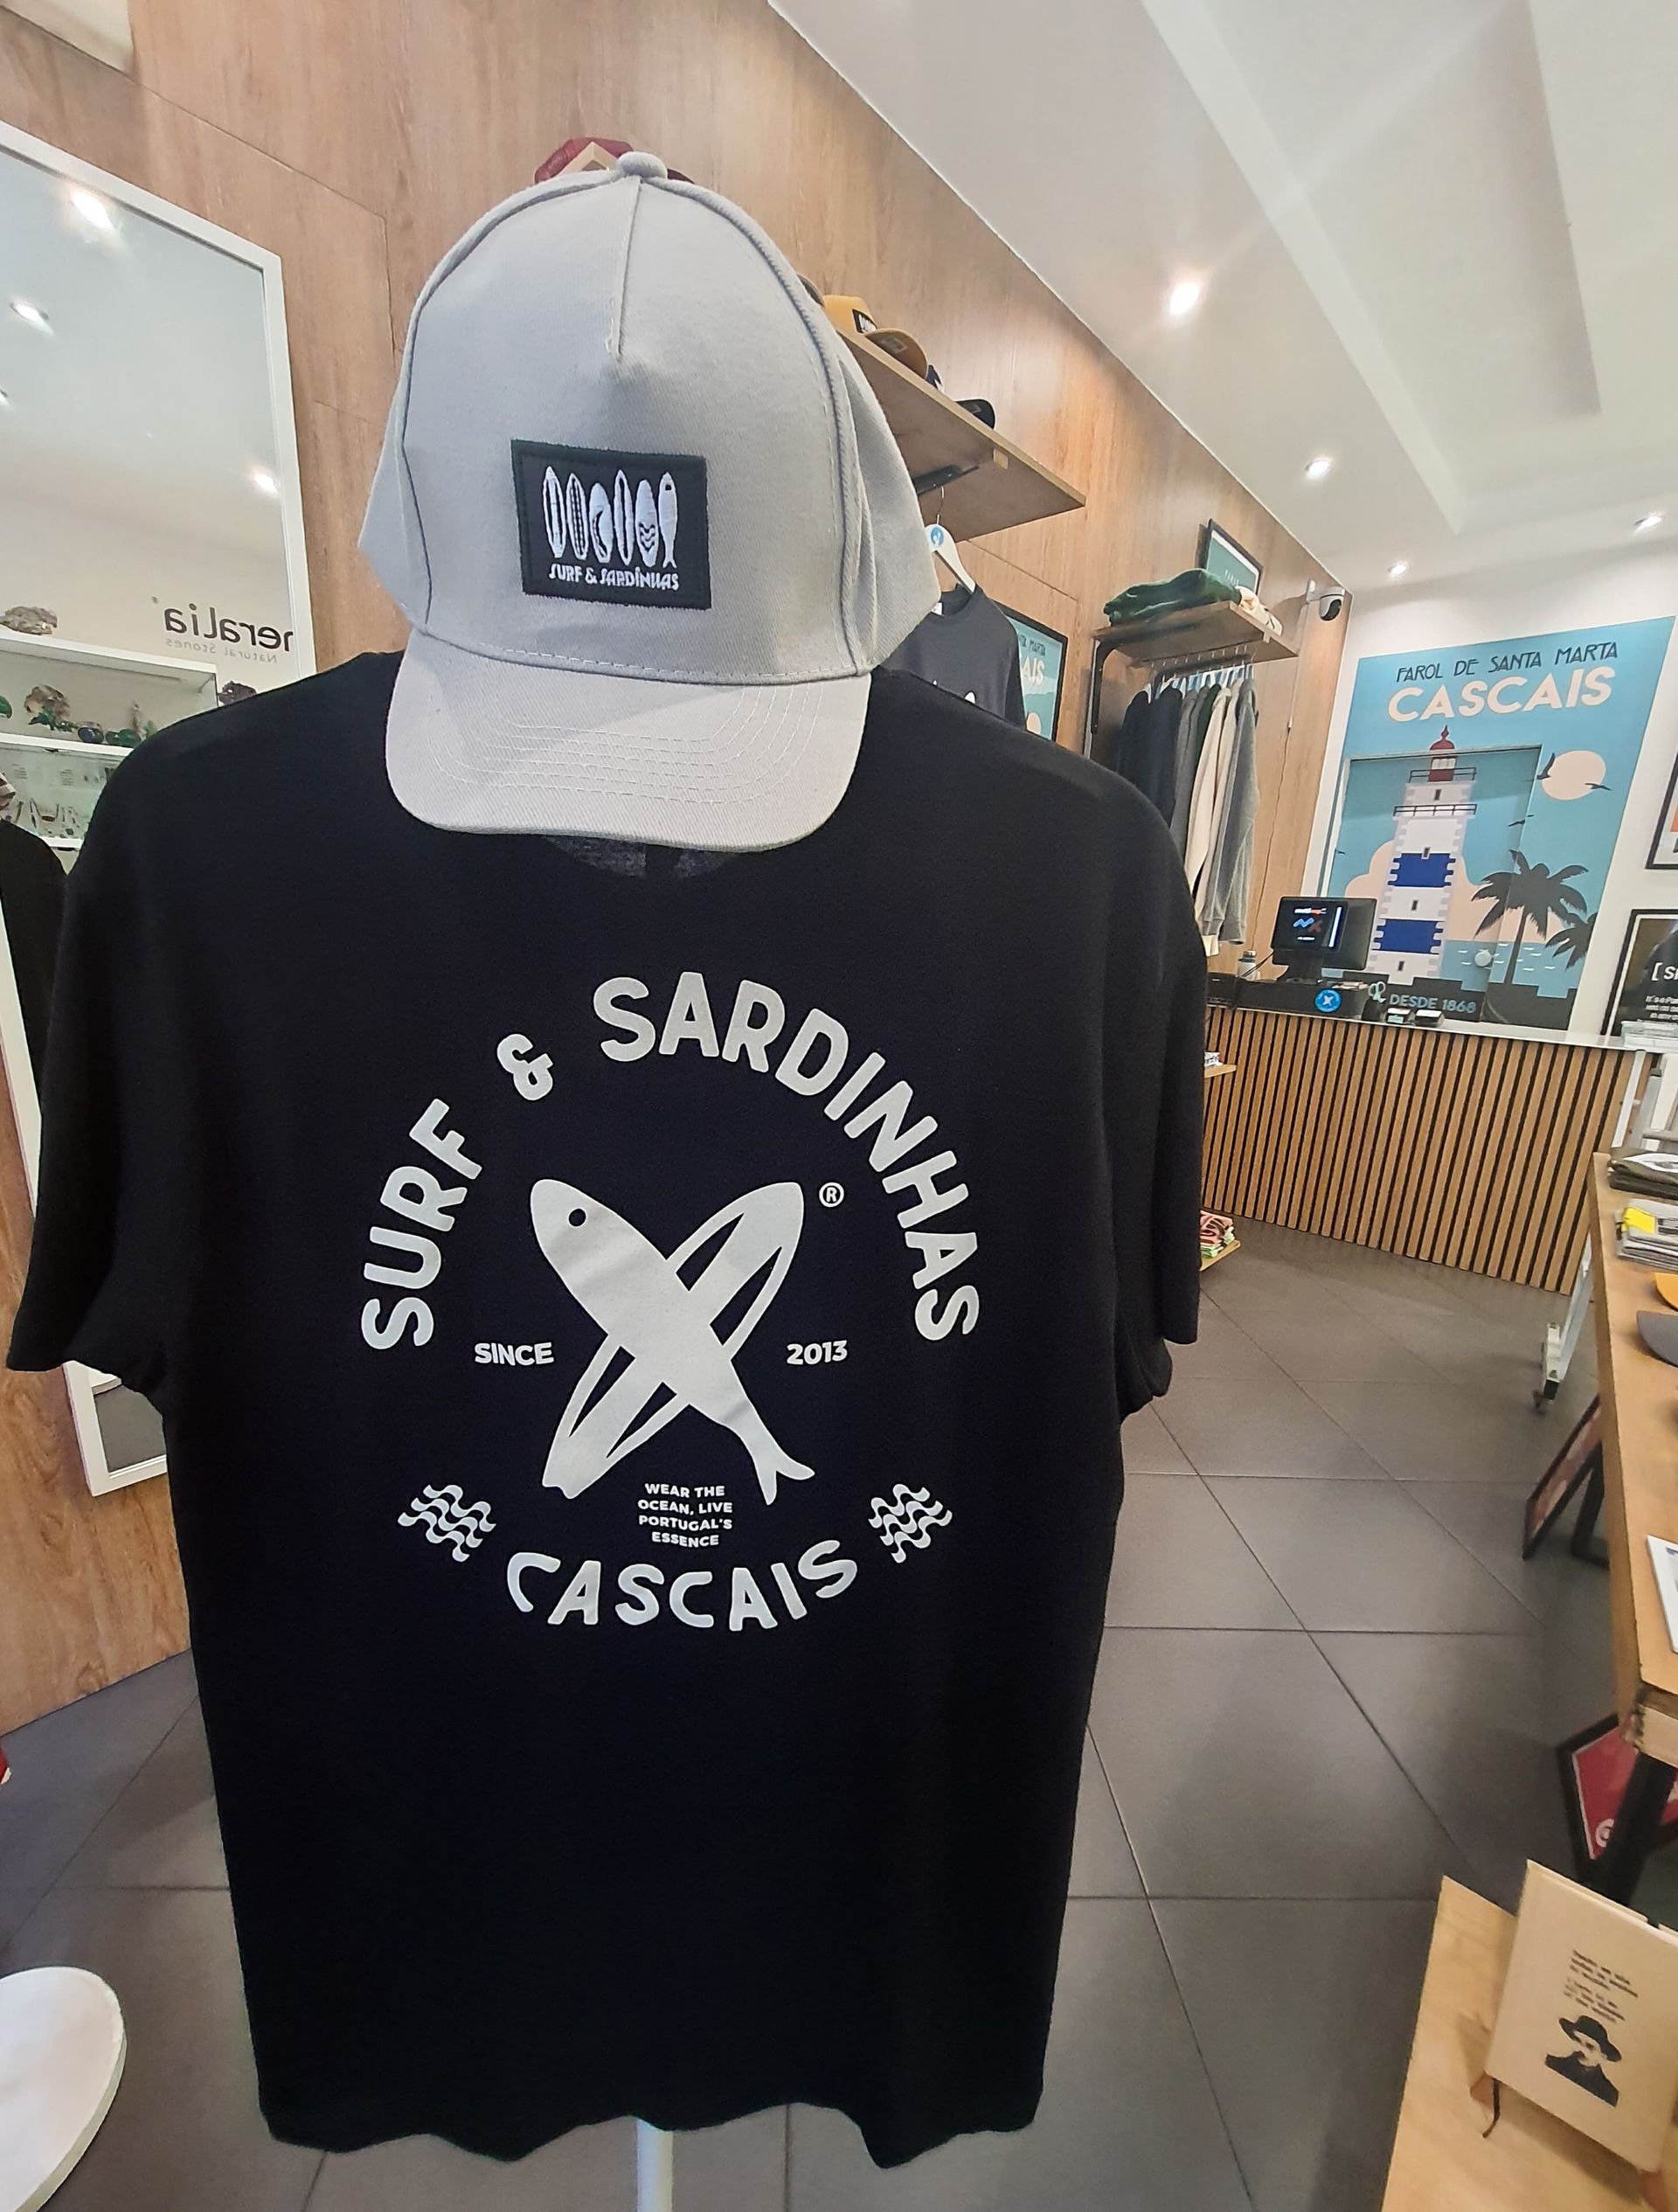 SURF & SARDINHAS
SURF & SARDINHAS
®
SINCE 2013
WEAR THE
OCEAN, LIVE
PORTUGAL'S
ESSENCE
CASCAIS
FAROL DE SANTA MARTA
CASCAIS
DESDE 1868
neralia
Natural Stones